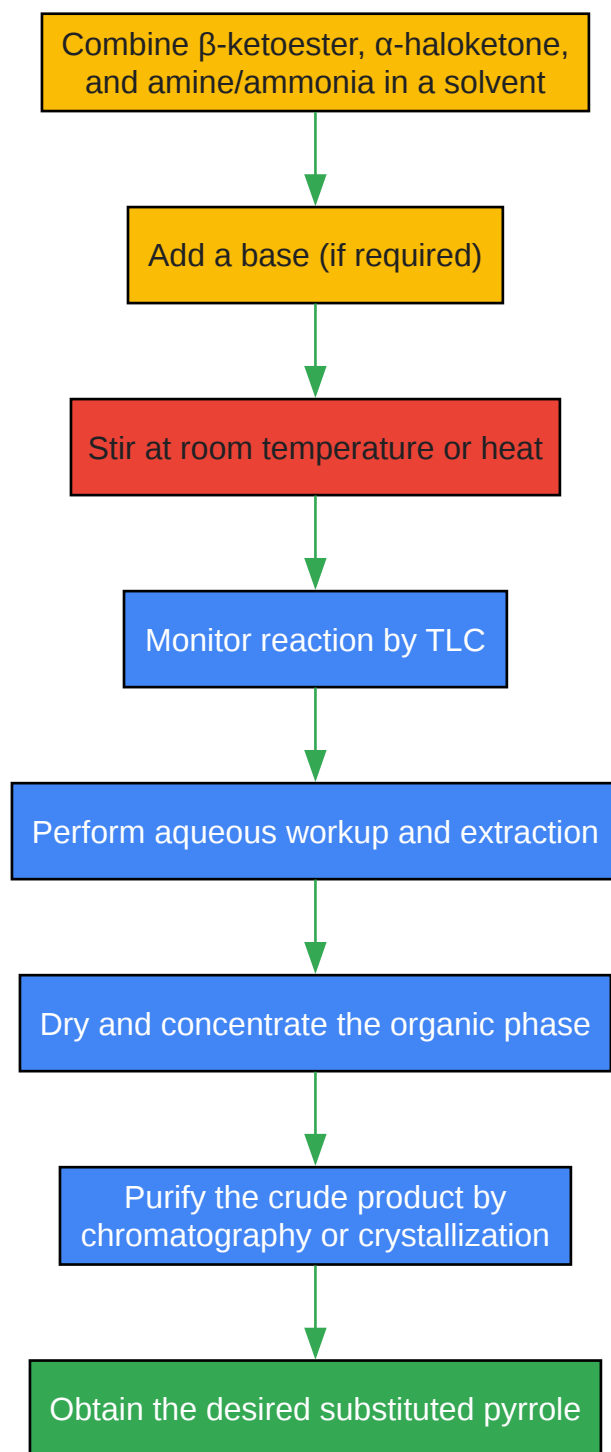 Combine β-ketoester, α-haloketone,
and amine/ammonia in a solvent
Add a base (if required)
Stir at room temperature or heat
Monitor reaction by TLC
Perform aqueous workup and extraction
Dry and concentrate the organic phase
Purify the crude product by
chromatography or crystallization
Obtain the desired substituted pyrrole